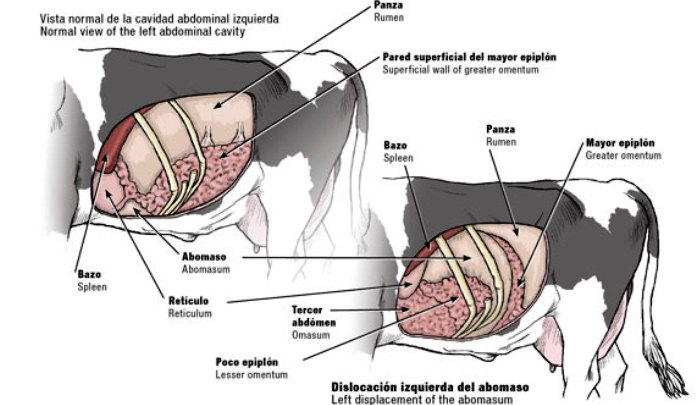 Vista normal de la cavidad abdominal izquierda
Normal view of the left abdominal cavity
Panza
Rumen
Pared superficial del mayor epiplón
Superficial wall of greater omentum
Bazo
Spleen
Panza
Rumen
Mayor epiplón
Greater omentum
Abomaso
Abomasum
Bazo
Spleen
Retículo
Reticulum
Tercer
abdómen
Omasum
Poco epiplón
Lesser omentum
Dislocación izquierda del abomaso
Left displacement of the abomasum